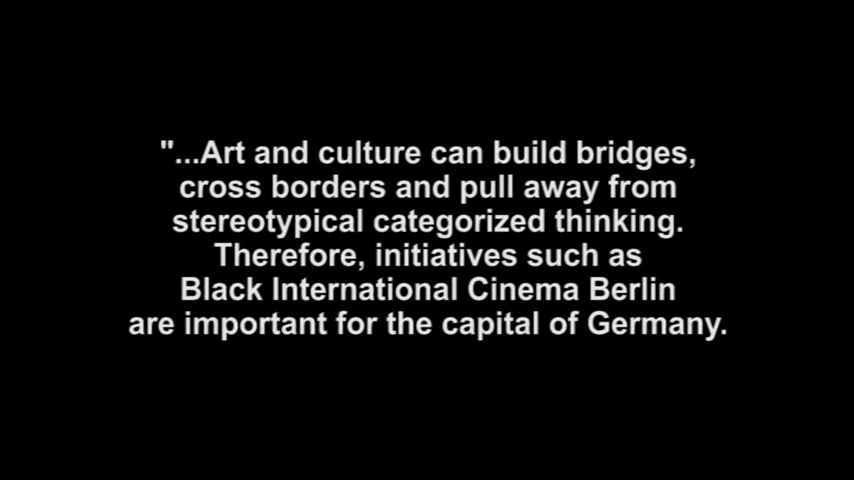 "...Art and culture can build bridges,
cross borders and pull away from
stereotypical categorized thinking.
Therefore, initiatives such as
Black International Cinema Berlin
are important for the capital of Germany.